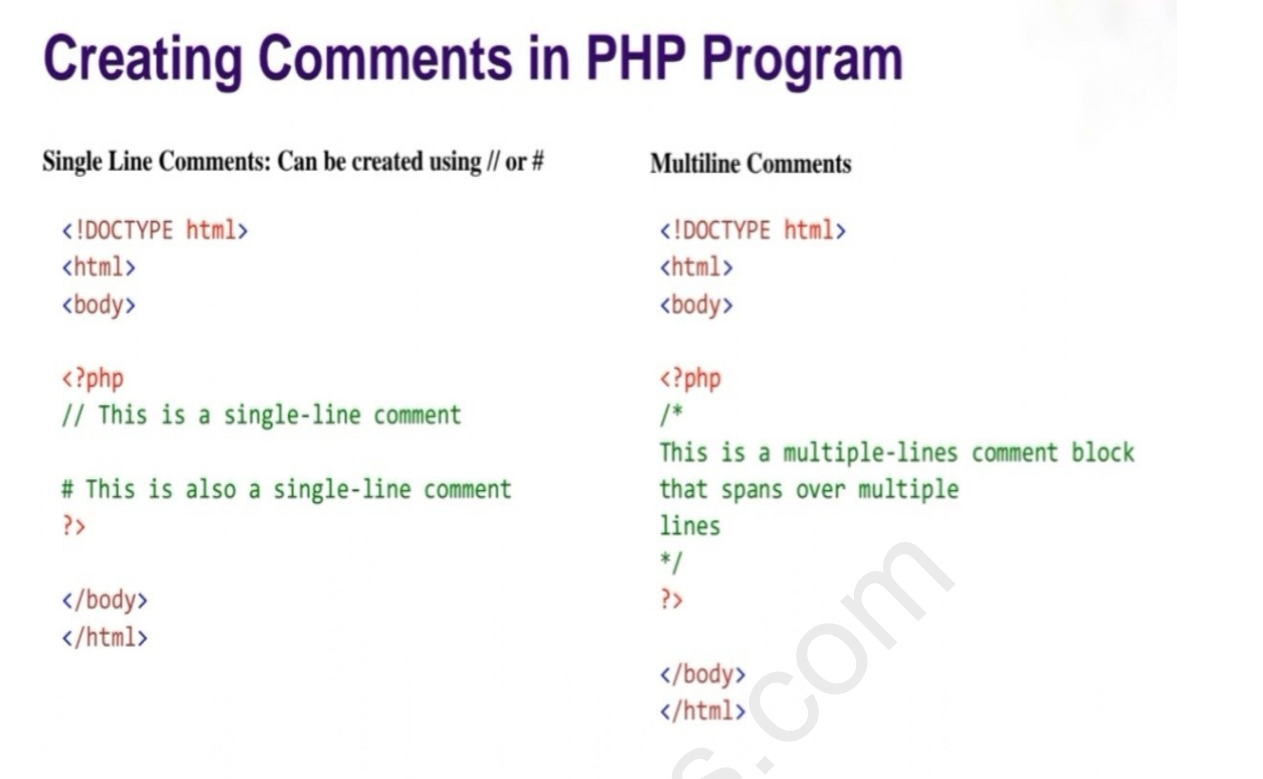 Creating Comments in PHP Program
Single Line Comments: Can be created using // or #
<!DOCTYPE html>
<html>
<body>
<?php
// This is a single-line comment
# This is also a single-line comment
?>
</body>
</html>
Multiline Comments
<!DOCTYPE html>
<html>
<body>
<?php
/*
This is a multiple-lines comment block
that spans over multiple
lines
*/
?>
</body>
</html>
s.com